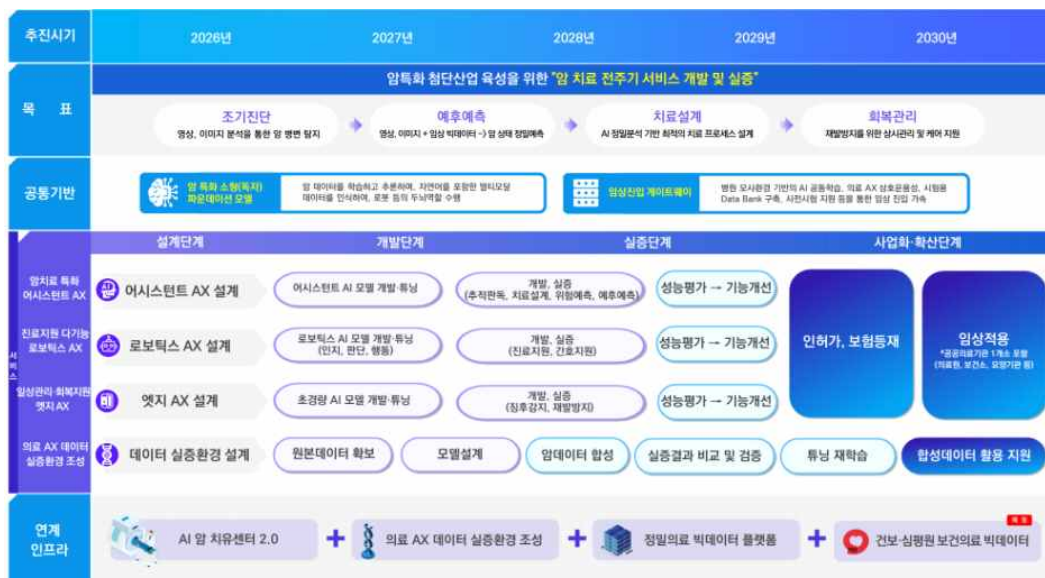 추진시기
2026년
2027년
2028년
2029년
2030년
목 표
암특화 첨단산업 육성을 위한 "암 치료 전주기 서비스 개발 및 실증"
조기진단
영상, 이미지 분석을 통한 암 병변 탐지
예후예측
영상, 이미지 + 임상 빅데이터 -> 암 상태 정밀예측
치료설계
AI 정밀분석 기반 최적의 치료 프로세스 설계
회복관리
재발방지를 위한 상시관리 및 케어 지원
공통기반
암 특화 소형(독자)
파운데이션 모델
암 데이터를 학습하고 추론하며, 자연어를 포함한 멀티모달
데이터를 인식하여, 로봇 등의 두뇌역할 수행
임상진입 게이트웨이
병원 모사환경 기반의 AI 공동학습, 의료 AX 상호운용성, 시험용
Data Bank 구축, 사전시험 지원 등을 통한 임상 진입 가속
서비스
설계단계
개발단계
실증단계
사업화·확산단계
암치료 특화
어시스턴트 AX
어시스턴트 AX 설계
어시스턴트 AI 모델 개발·튜닝
개발, 실증
(추적판독, 치료설계, 위험예측, 예후예측)
성능평가 → 기능개선
인허가, 보험등재
임상적용
*공공의료기관 1개소 포함
(의료원, 보건소, 요양기관 등)
진료지원 다기능
로보틱스 AX
로보틱스 AX 설계
로보틱스 AI 모델 개발·튜닝
(인지, 판단, 행동)
개발, 실증
(진료지원, 간호지원)
성능평가 → 기능개선
일상관리·회복지원
엣지 AX
엣지 AX 설계
초경량 AI 모델 개발·튜닝
개발, 실증
(징후감지, 재발방지)
성능평가 → 기능개선
의료 AX 데이터
실증환경 조성
데이터 실증환경 설계
원본데이터 확보
모델설계
암데이터 합성
실증결과 비교 및 검증
튜닝 재학습
합성데이터 활용 지원
연계
인프라
AI 암 치유센터 2.0
+
의료 AX 데이터 실증환경 조성
+
정밀의료 빅데이터 플랫폼
+
건보·심평원 보건의료 빅데이터